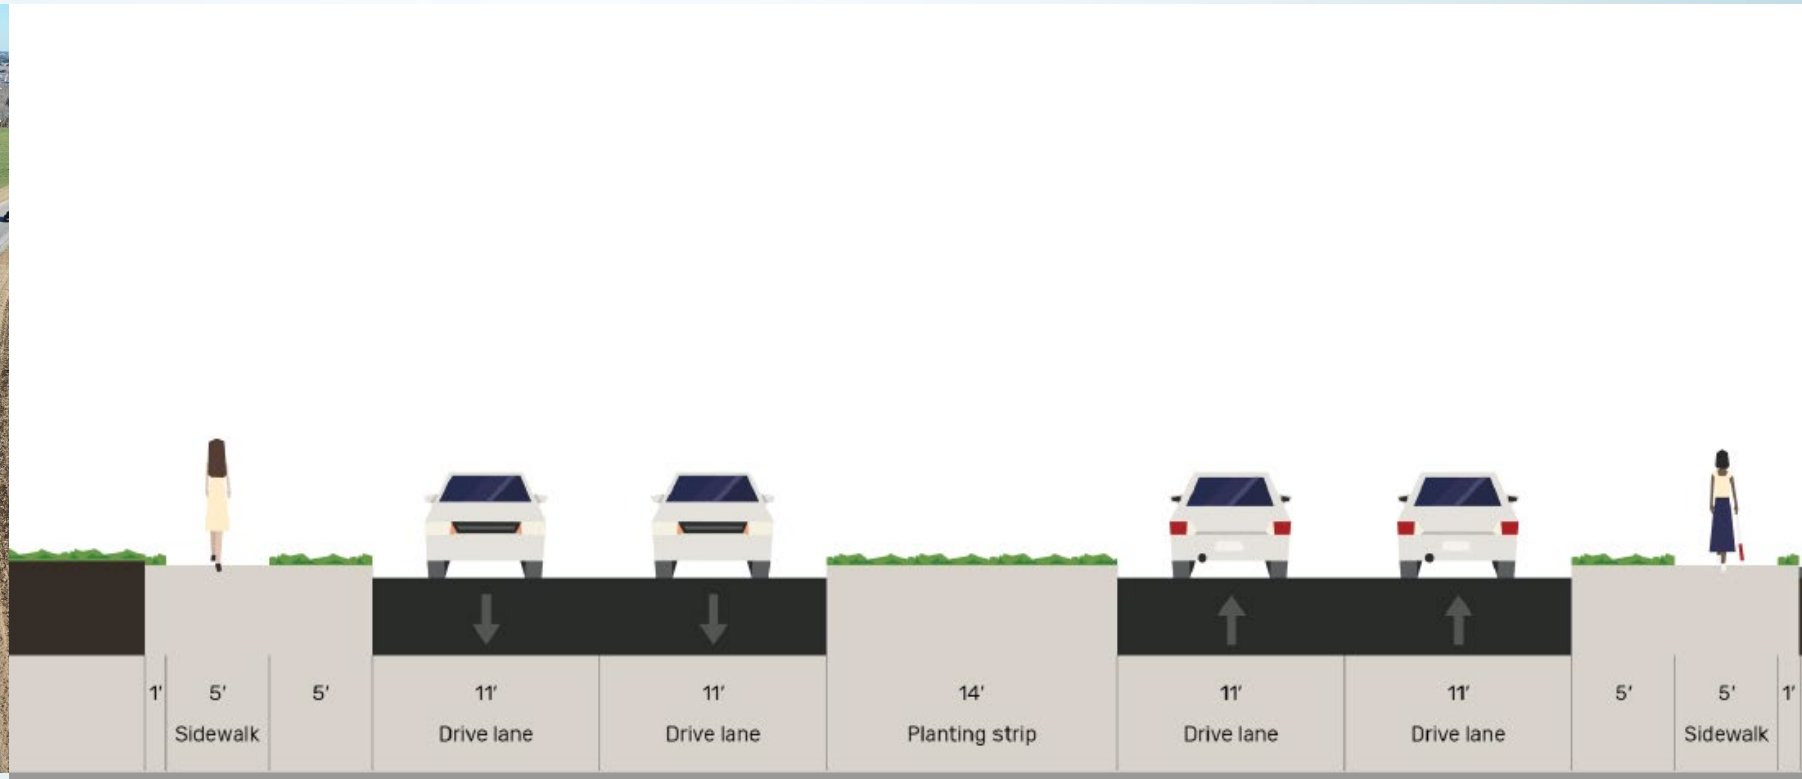 1' 5' 5' 11' 11' 14' 11' 11' 5' 5' 1'
Sidewalk Drive lane Drive lane Planting strip Drive lane Drive lane Sidewalk